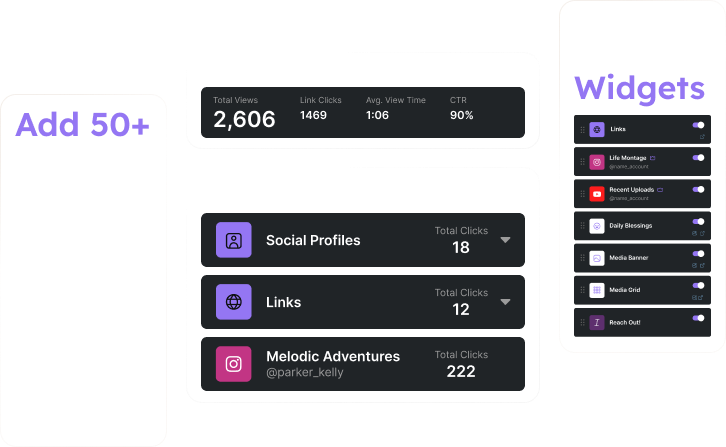 Add 50+
Total Views
2,606
Link Clicks
1469
Avg. View Time
1:06
CTR
90%
Social Profiles
Total Clicks
18
Links
Total Clicks
12
Melodic Adventures
@parker_kelly
Total Clicks
222
Widgets
Links
Life Montage
@name_account
Recent Uploads
@name_account
Daily Blessings
Media Banner
Media Grid
Reach Out!